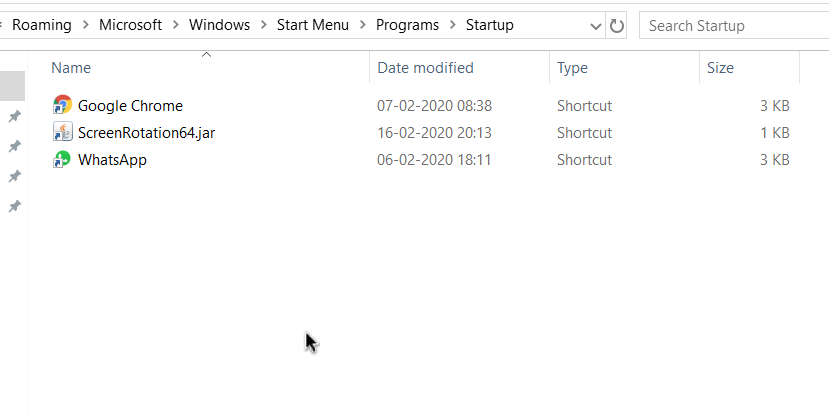 Roaming > Microsoft > Windows > Start Menu > Programs > Startup Search Startup
Name Date modified Type Size
Google Chrome 07-02-2020 08:38 Shortcut 3 KB
ScreenRotation64.jar 16-02-2020 20:13 Shortcut 1 KB
WhatsApp 06-02-2020 18:11 Shortcut 3 KB